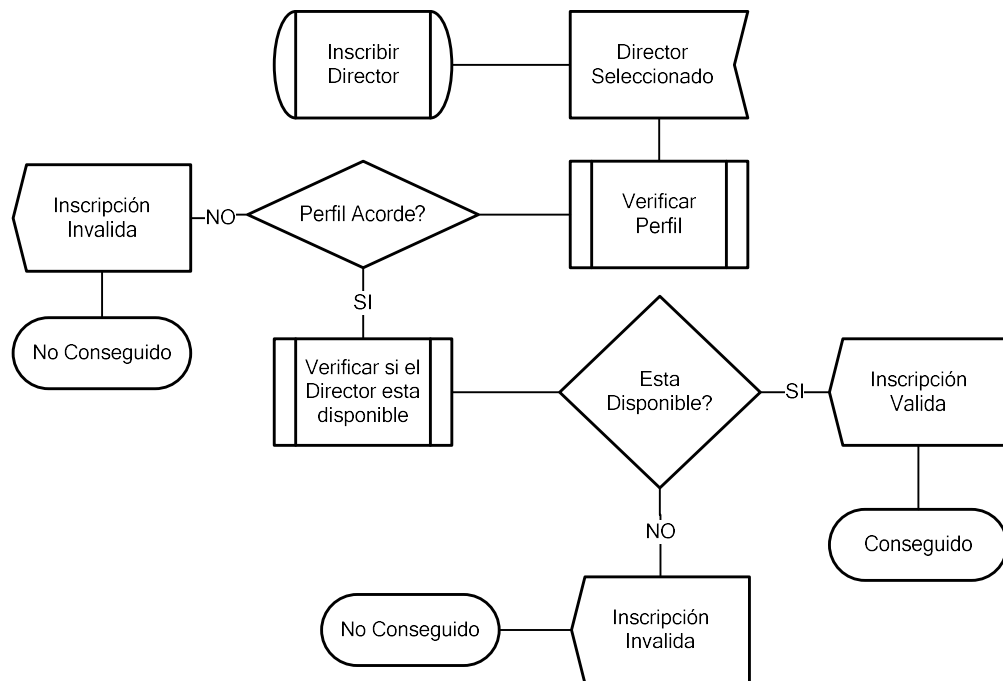 Inscribir
Director
Director
Seleccionado
Inscripción
Invalida
NO
Perfil Acorde?
Verificar
Perfil
SI
No Conseguido
Verificar si el
Director esta
disponible
Esta
Disponible?
SI
Inscripción
Valida
NO
Conseguido
No Conseguido
Inscripción
Invalida